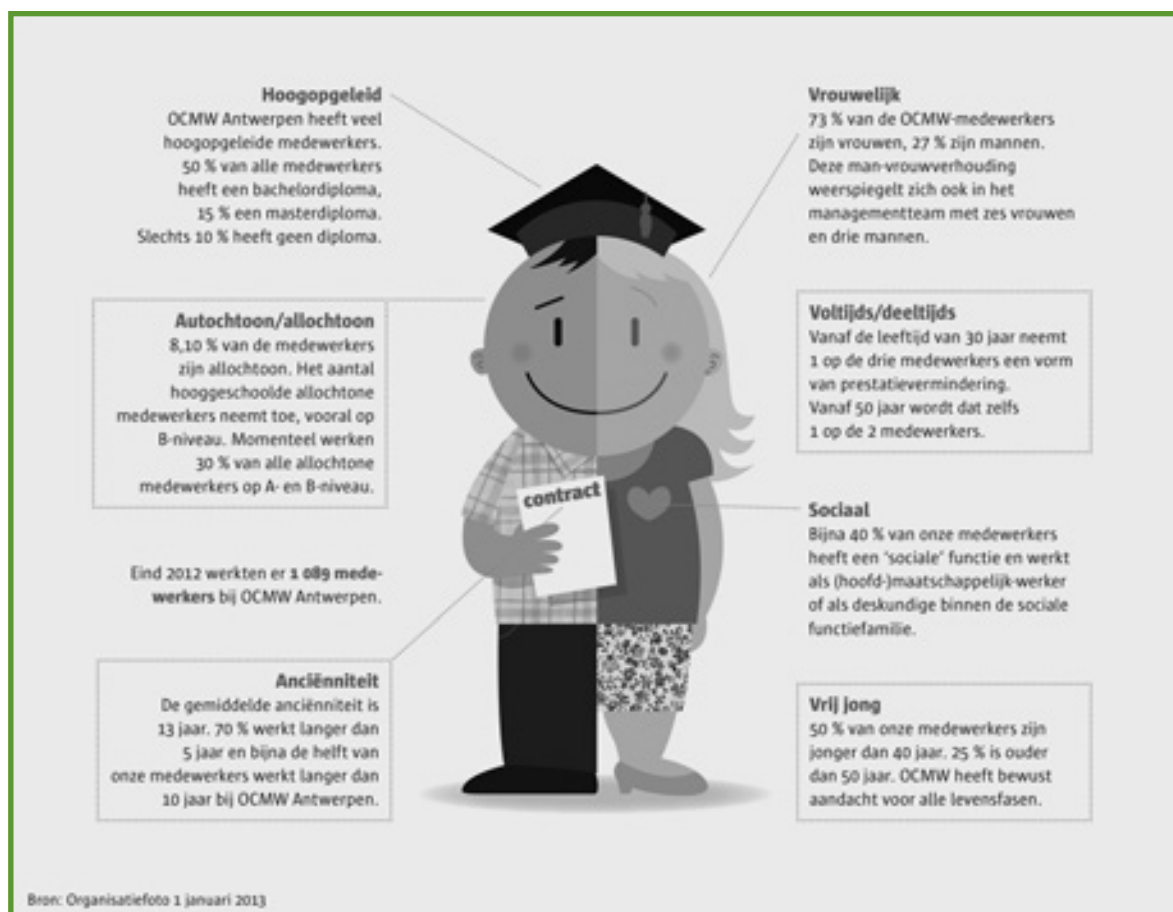 Hoogopgeleid
OCMW Antwerpen heeft veel
hoogopgeleide medewerkers.
50 % van alle medewerkers
heeft een bachelordiploma,
15 % een masterdiploma.
Slechts 10 % heeft geen diploma.
Autochtoon/allochtoon
8,10 % van de medewerkers
zijn allochtoon. Het aantal
hooggeschoolde allochtone
medewerkers neemt toe, vooral op
B-niveau. Momenteel werken
30 % van alle allochtone
medewerkers op A- en B-niveau.
Eind 2012 werkten er 1 089 mede-
werkers bij OCMW Antwerpen.
Anciënniteit
De gemiddelde anciënniteit is
13 jaar. 70 % werkt langer dan
5 jaar en bijna de helft van
onze medewerkers werkt langer dan
10 jaar bij OCMW Antwerpen.
contract
Vrouwelijk
73 % van de OCMW-medewerkers
zijn vrouwen, 27 % zijn mannen.
Deze man-vrouwverhouding
weerspiegelt zich ook in het
managementteam met zes vrouwen
en drie mannen.
Voltijds/deeltijds
Vanaf de leeftijd van 30 jaar neemt
1 op de drie medewerkers een vorm
van prestatievermindering.
Vanaf 50 jaar wordt dat zelfs
1 op de 2 medewerkers.
Sociaal
Bijna 40 % van onze medewerkers
heeft een 'sociale' functie en werkt
als (hoofd-)maatschappelijk-werker
of als deskundige binnen de sociale
functiefamilie.
Vrij jong
50 % van onze medewerkers zijn
jonger dan 40 jaar. 25 % is ouder
dan 50 jaar. OCMW heeft bewust
aandacht voor alle levensfasen.
Bron: Organisatiefoto 1 januari 2013